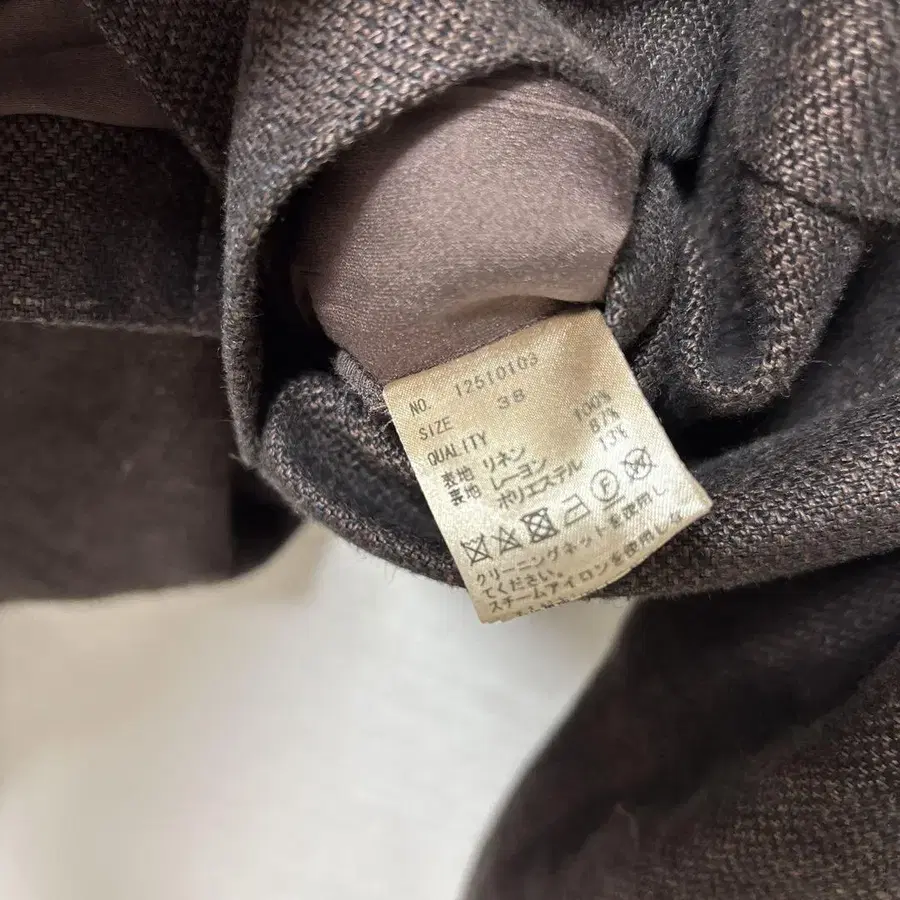 NO. 12510103
SIZE 38
QUALITY
表地 リネン 100%
裏地 レーヨン 87%
ポリエステル 13%
F W
クリーニングネットを使用し
てください。
スチームアイロンを使用して